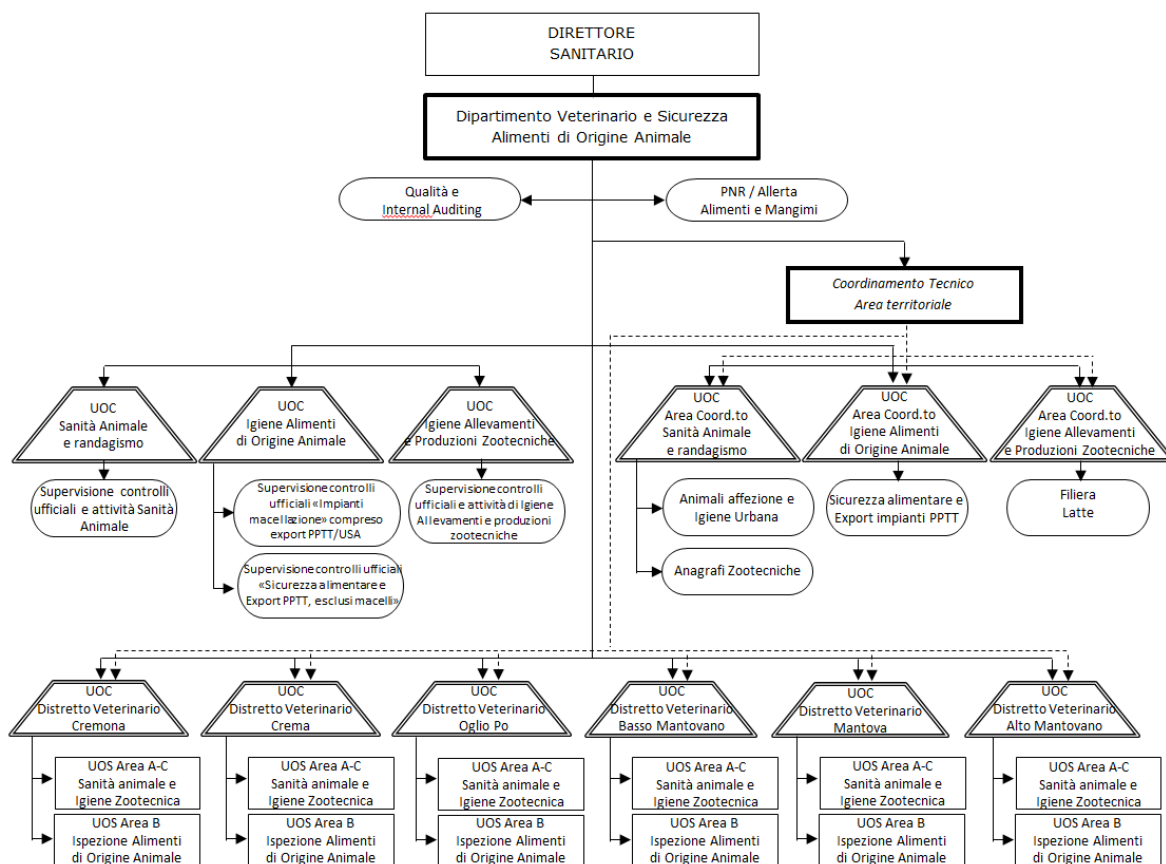 DIRETTORE
SANITARIO
Dipartimento Veterinario e Sicurezza
Alimenti di Origine Animale
Qualità e
Internal Auditing
PNR / Allerta
Alimenti e Mangimi
Coordinamento Tecnico
Area territoriale
UOC
Sanità Animale
e randagismo
UOC
Igiene Alimenti
di Origine Animale
UOC
Igiene Allevamenti
e Produzioni Zootecniche
UOC
Area Coord.to
Sanità Animale
e randagismo
UOC
Area Coord.to
Igiene Alimenti
di Origine Animale
UOC
Area Coord.to
Igiene Allevamenti
e Produzioni Zootecniche
Supervisione controlli
ufficiali e attività Sanità
Animale
Supervisione controlli
ufficiali «Impianti
macellazione» compreso
export PPTT/USA
Supervisione controlli ufficiali
«Sicurezza alimentare e
Export PPTT, esclusi macelli»
Supervisione controlli
ufficiali e attività di Igiene
Allevamenti e produzioni
zootecniche
Animali affezione e
Igiene Urbana
Anagrafi Zootecniche
Sicurezza alimentare e
Export impianti PPTT
Filiera
Latte
UOC
Distretto Veterinario
Cremona
UOC
Distretto Veterinario
Crema
UOC
Distretto Veterinario
Oglio Po
UOC
Distretto Veterinario
Basso Mantovano
UOC
Distretto Veterinario
Mantova
UOC
Distretto Veterinario
Alto Mantovano
UOS Area A-C
Sanità animale e
Igiene Zootecnica
UOS Area A-C
Sanità animale e
Igiene Zootecnica
UOS Area A-C
Sanità animale e
Igiene Zootecnica
UOS Area A-C
Sanità animale e
Igiene Zootecnica
UOS Area A-C
Sanità animale e
Igiene Zootecnica
UOS Area A-C
Sanità animale e
Igiene Zootecnica
UOS Area B
Ispezione Alimenti
di Origine Animale
UOS Area B
Ispezione Alimenti
di Origine Animale
UOS Area B
Ispezione Alimenti
di Origine Animale
UOS Area B
Ispezione Alimenti
di Origine Animale
UOS Area B
Ispezione Alimenti
di Origine Animale
UOS Area B
Ispezione Alimenti
di Origine Animale